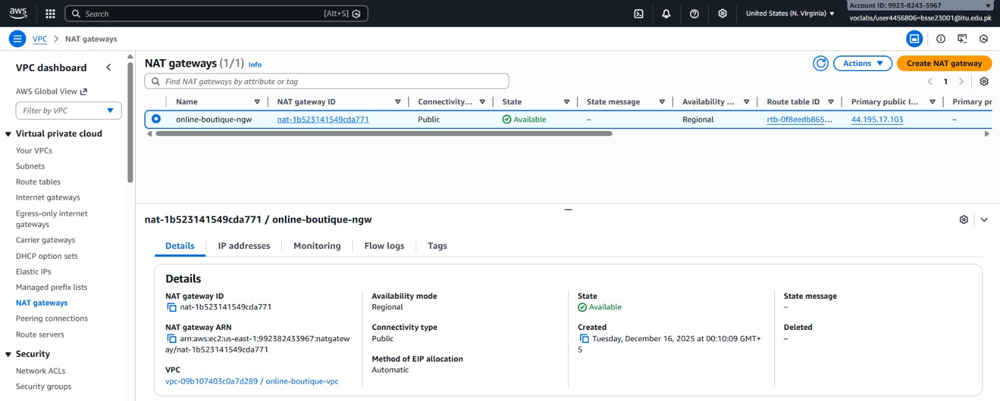 aws
Search [Alt+S]
United States (N. Virginia)
Account ID: 9923-8243-3967
voclabs/user4456806=bsse23001@itu.edu.pk
VPC > NAT gateways
VPC dashboard
AWS Global View
Filter by VPC
Virtual private cloud
Your VPCs
Subnets
Route tables
Internet gateways
Egress-only internet
gateways
Carrier gateways
DHCP option sets
Elastic IPs
Managed prefix lists
NAT gateways
Peering connections
Route servers
Security
Network ACLs
Security groups
NAT gateways (1/1) Info
Actions
Create NAT gateway
Find NAT gateways by attribute or tag
1
Name NAT gateway ID Connectivity... State State message Availability ... Route table ID Primary public I... Primary pr
online-boutique-ngw nat-1b523141549cda771 Public Available – Regional rtb-0f8eedb865... 44.195.17.103 –
nat-1b523141549cda771 / online-boutique-ngw
Details IP addresses Monitoring Flow logs Tags
Details
NAT gateway ID
nat-1b523141549cda771
NAT gateway ARN
arn:aws:ec2:us-east-1:992382433967:natgatew
ay/nat-1b523141549cda771
VPC
vpc-09b107403c0a7d289 / online-boutique-vpc
Availability mode
Regional
Connectivity type
Public
Method of EIP allocation
Automatic
State
Available
Created
Tuesday, December 16, 2025 at 00:10:09 GMT+
5
State message
–
Deleted
–